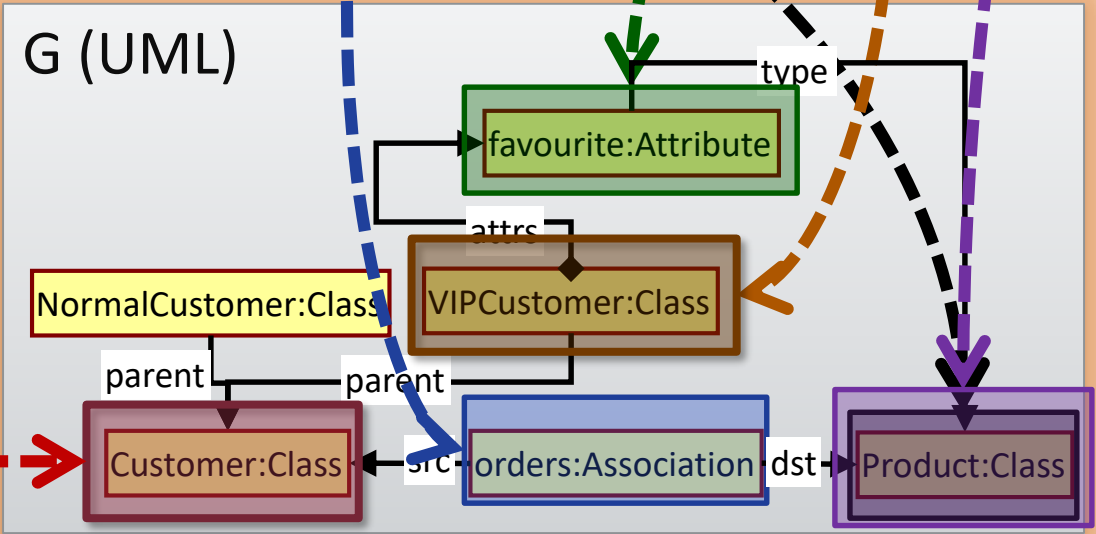 G (UML)
type
favourite:Attribute
attrs
NormalCustomer:Class
VIPCustomer:Class
parent
parent
Customer:Class
src
orders:Association
dst
Product:Class